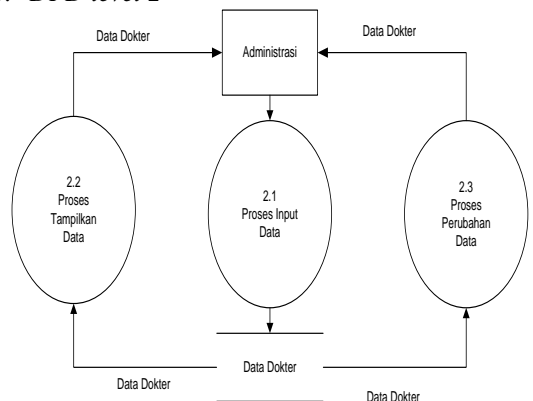 DFD level 2
Data Dokter
Administrasi
Data Dokter
2.2
Proses
Tampilkan
Data
2.1
Proses Input
Data
2.3
Proses
Perubahan
Data
Data Dokter
Data Dokter
Data Dokter